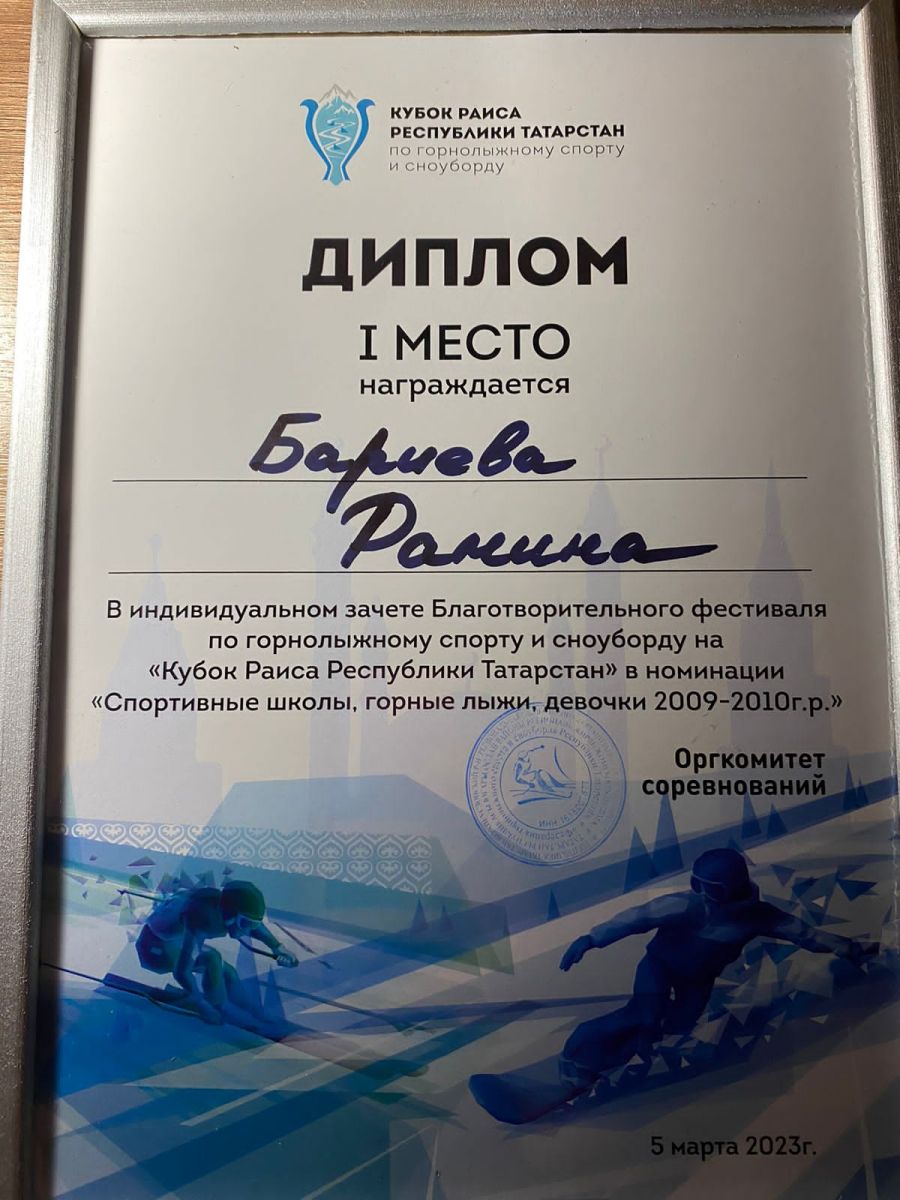 КУБОК РАИСА
РЕСПУБЛИКИ ТАТАРСТАН
ПО ГОРНОЛЫЖНОМУ СПОРТУ
И СНОУБОРДУ
ДИПЛОМ
I МЕСТО
награждается
Бариева
Рамина
В индивидуальном зачете Благотворительного фестиваля
по горнолыжному спорту и сноуборду на
«Кубок Раиса Республики Татарстан» в номинации
«Спортивные школы, горные лыжи, девочки 2009-2010г.р.»
Оргкомитет
соревнований
5 марта 2023г.